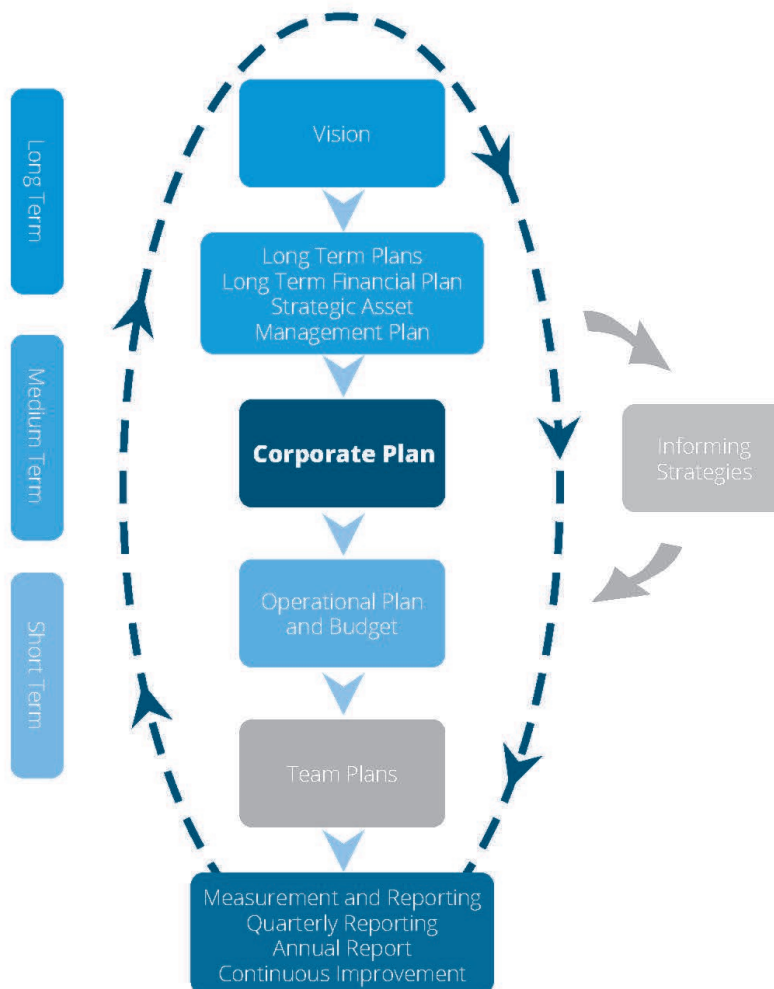 Long Term
Vision
Long Term Plans
Long Term Financial Plan
Strategic Asset
Management Plan
Medium Term
Corporate Plan
Informing
Strategies
Short Term
Operational Plan
and Budget
Team Plans
Measurement and Reporting
Quarterly Reporting
Annual Report
Continuous Improvement